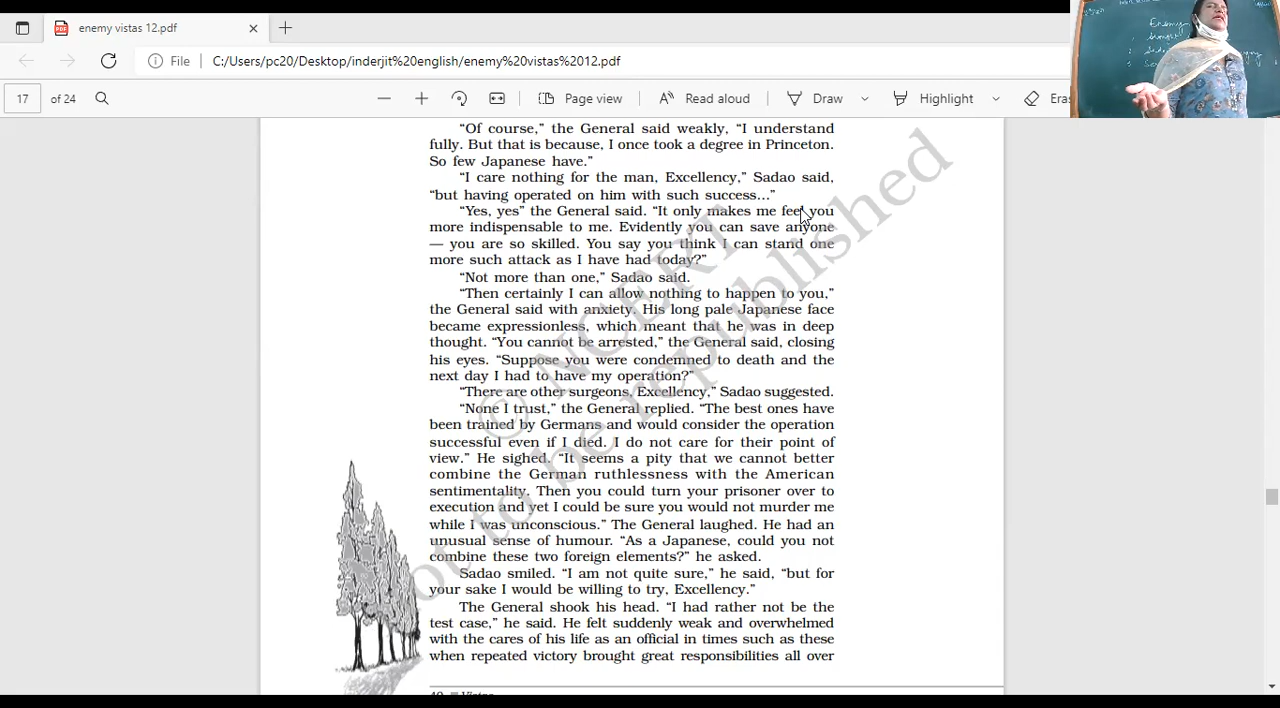 enemy vistas 12.pdf
File
C:/Users/pc20/Desktop/inderjit%20english/enemy%20vistas%2012.pdf
17
of 24
Page view
Read aloud
Draw
Highlight
Eras
Enemy
“Of course,” the General said weakly, “I understand
fully. But that is because, I once took a degree in Princeton.
So few Japanese have.”
“I care nothing for the man, Excellency,” Sadao said,
“but having operated on him with such success...”
“Yes, yes” the General said. “It only makes me feel you
more indispensable to me. Evidently you can save anyone
— you are so skilled. You say you think I can stand one
more such attack as I have had today?”
“Not more than one,” Sadao said.
“Then certainly I can allow nothing to happen to you,”
the General said with anxiety. His long pale Japanese face
became expressionless, which meant that he was in deep
thought. “You cannot be arrested,” the General said, closing
his eyes. “Suppose you were condemned to death and the
next day I had to have my operation?”
“There are other surgeons, Excellency,” Sadao suggested.
“None I trust,” the General replied. “The best ones have
been trained by Germans and would consider the operation
successful even if I died. I do not care for their point of
view.” He sighed. “It seems a pity that we cannot better
combine the German ruthlessness with the American
sentimentality. Then you could turn your prisoner over to
execution and yet I could be sure you would not murder me
while I was unconscious.” The General laughed. He had an
unusual sense of humour. “As a Japanese, could you not
combine these two foreign elements?” he asked.
Sadao smiled. “I am not quite sure,” he said, “but for
your sake I would be willing to try, Excellency.”
The General shook his head. “I had rather not be the
test case,” he said. He felt suddenly weak and overwhelmed
with the cares of his life as an official in times such as these
when repeated victory brought great responsibilities all over
© NCERT
not to be republished